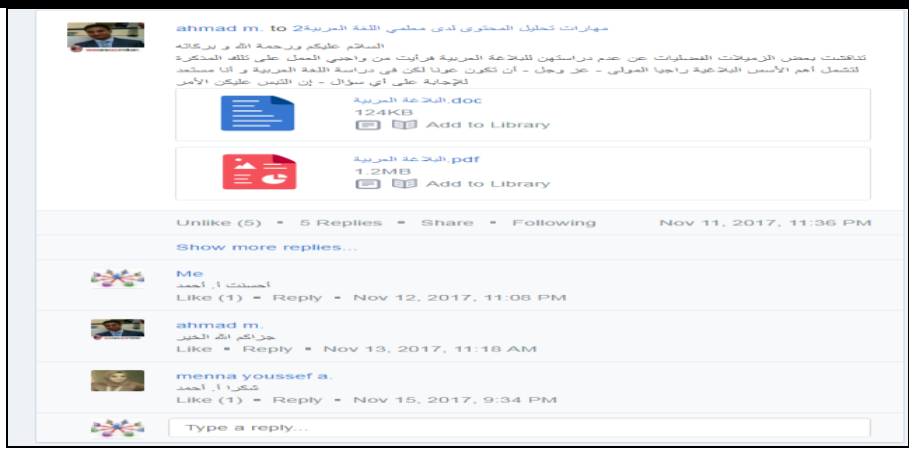 ahmad m. to مهارات تحليل المحتوى لدى معلمي اللغة العربية2
السلام عليكم ورحمة الله و بركاته
تناقشت بعض الزميلات الفضليات عن عدم دراستهن للبلاغة العربية فرأيت من واجبي العمل على تلك المذكرة
لتشمل أهم الأسس البلاغية راجيا المولى - عز وجل - أن تكون عونا لكن في دراسة اللغة العربية و أنا مستعد
للإجابة على أي سؤال - إن التبس عليكن الأمر
البلاغة العربية.doc
124KB
Add to Library
البلاغة العربية.pdf
1.2MB
Add to Library
Unlike (5) • 5 Replies • Share • Following Nov 11, 2017, 11:36 PM
Show more replies...
Me
أحسنت أ. أحمد
Like (1) • Reply • Nov 12, 2017, 11:08 PM
ahmad m.
جزاكم الله الخير
Like • Reply • Nov 13, 2017, 11:18 AM
menna youssef a.
شكرا أ. أحمد
Like (1) • Reply • Nov 15, 2017, 9:34 PM
Type a reply...